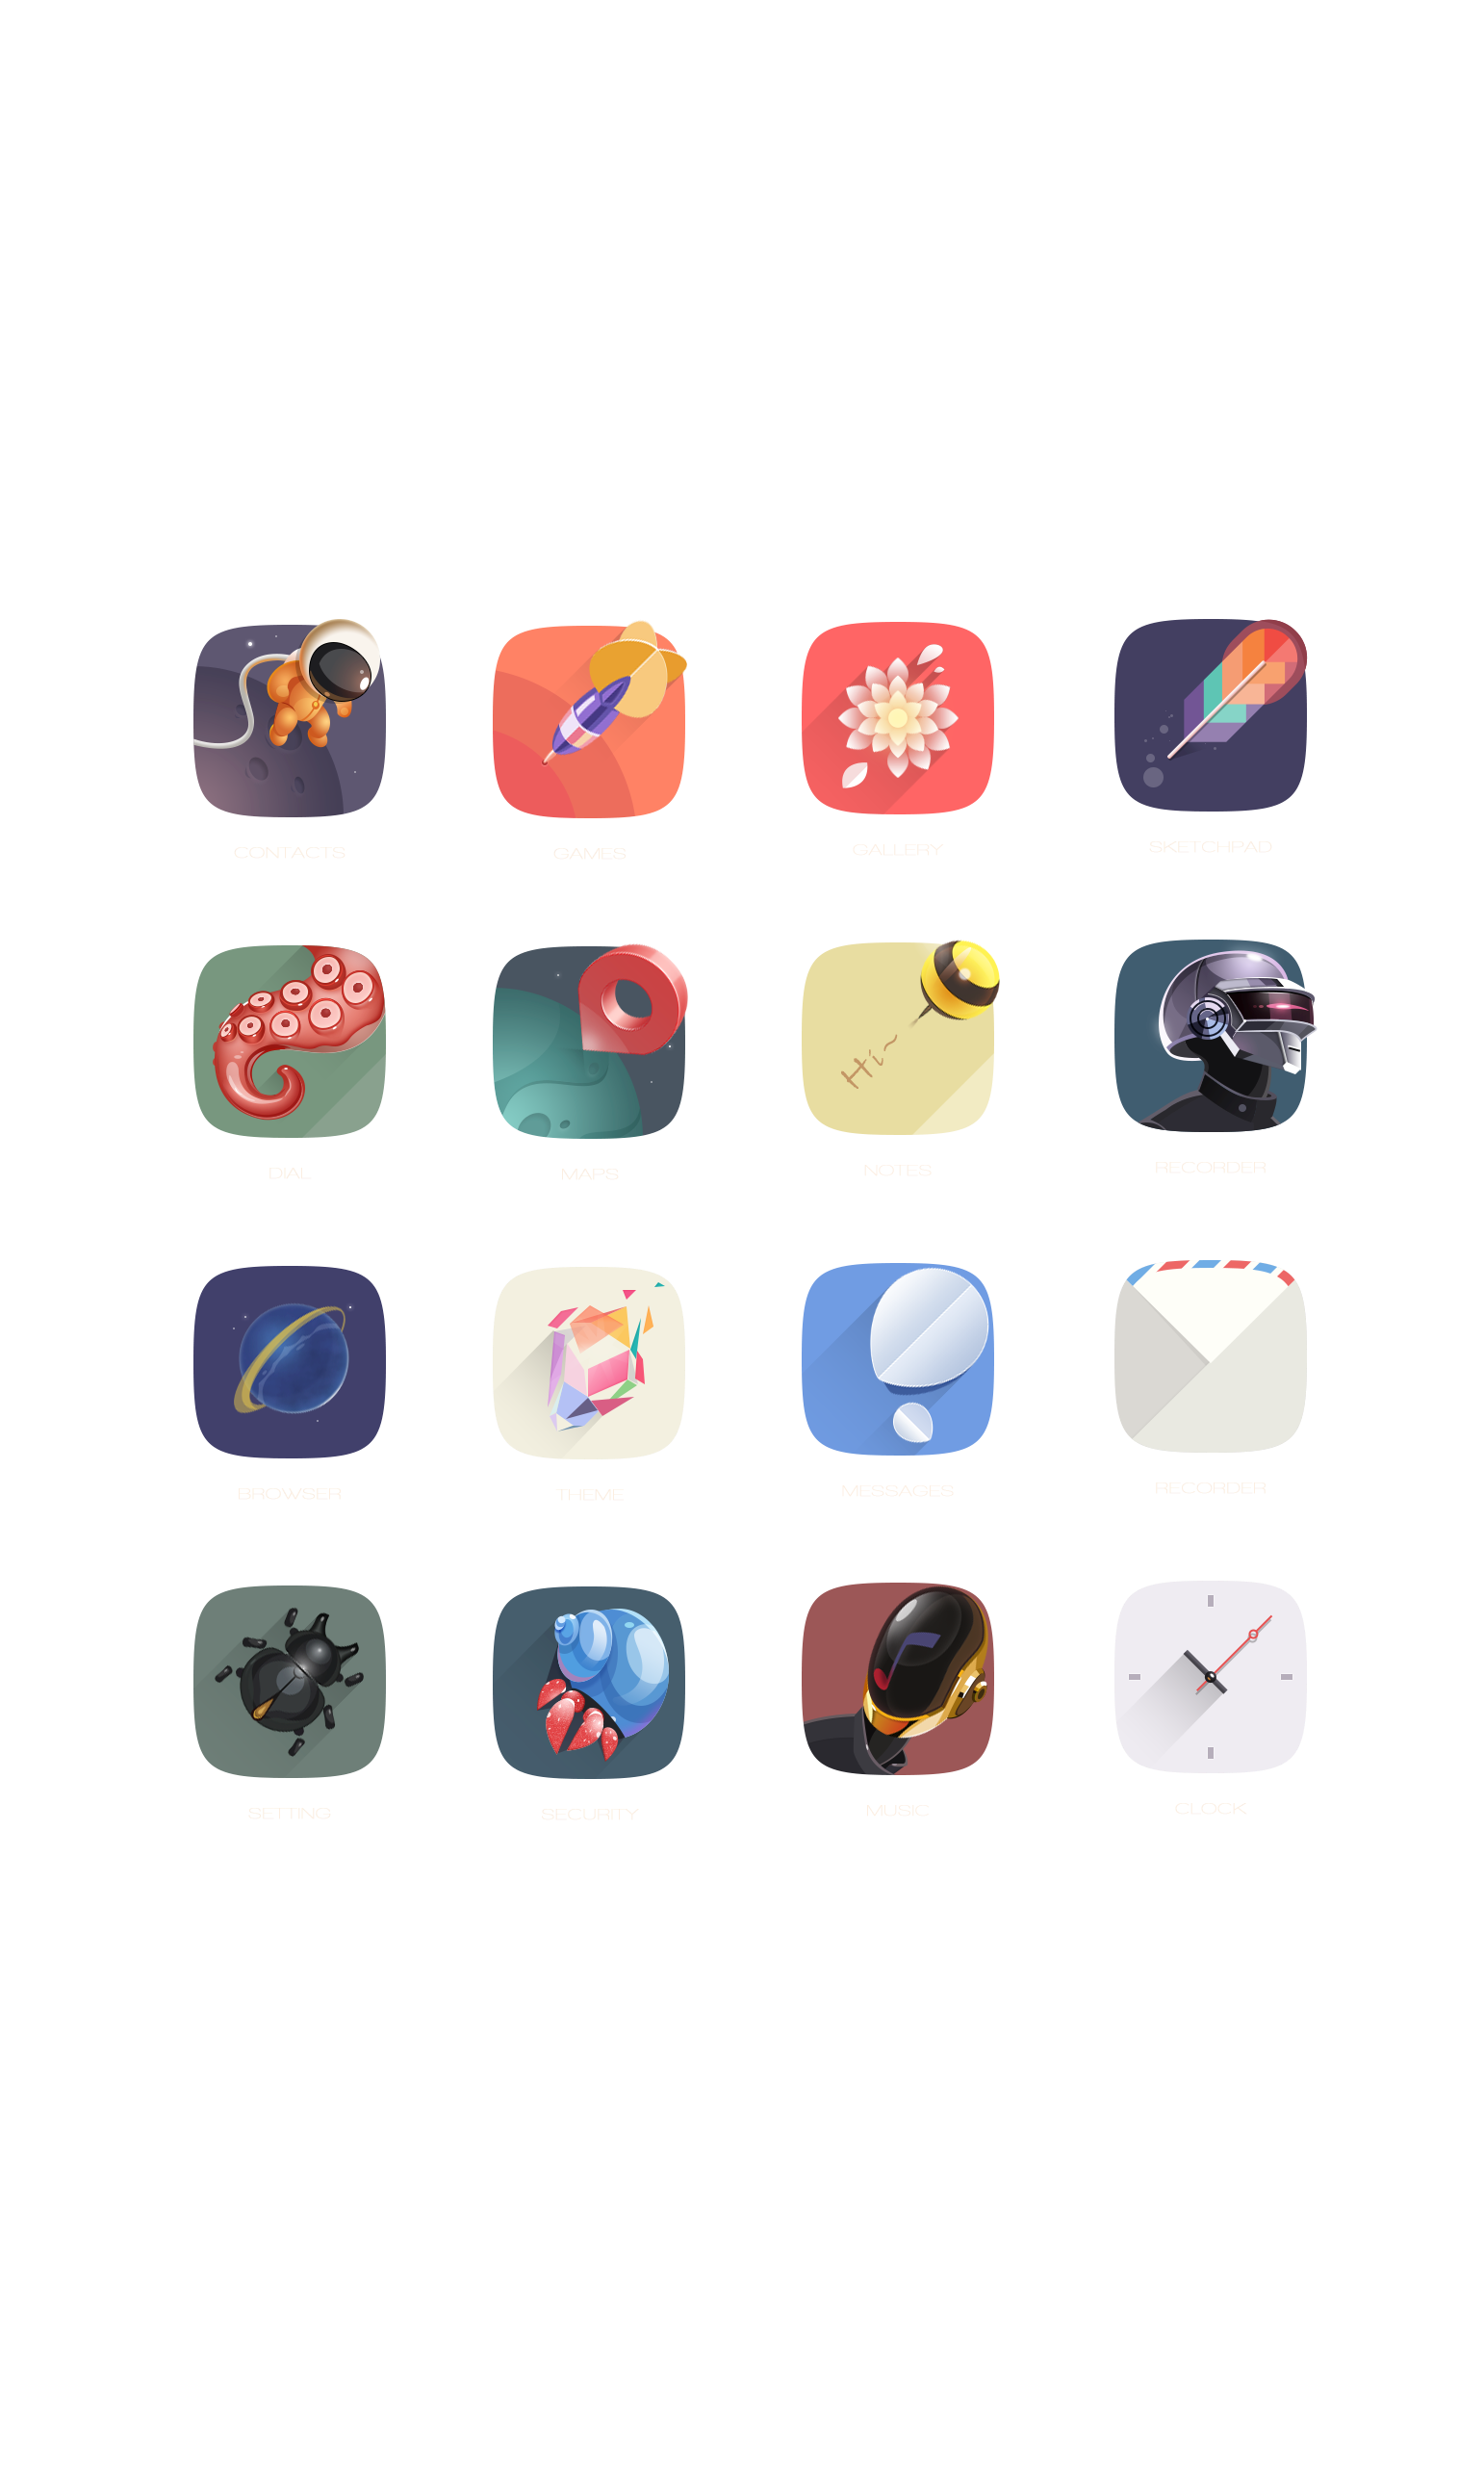 CONTACTS
GAMES
GALLERY
SKETCHPAD
Hi~
DIAL
MAPS
NOTES
RECORDER
BROWSER
THEME
MESSAGES
RECORDER
SETTING
SECURITY
MUSIC
CLOCK